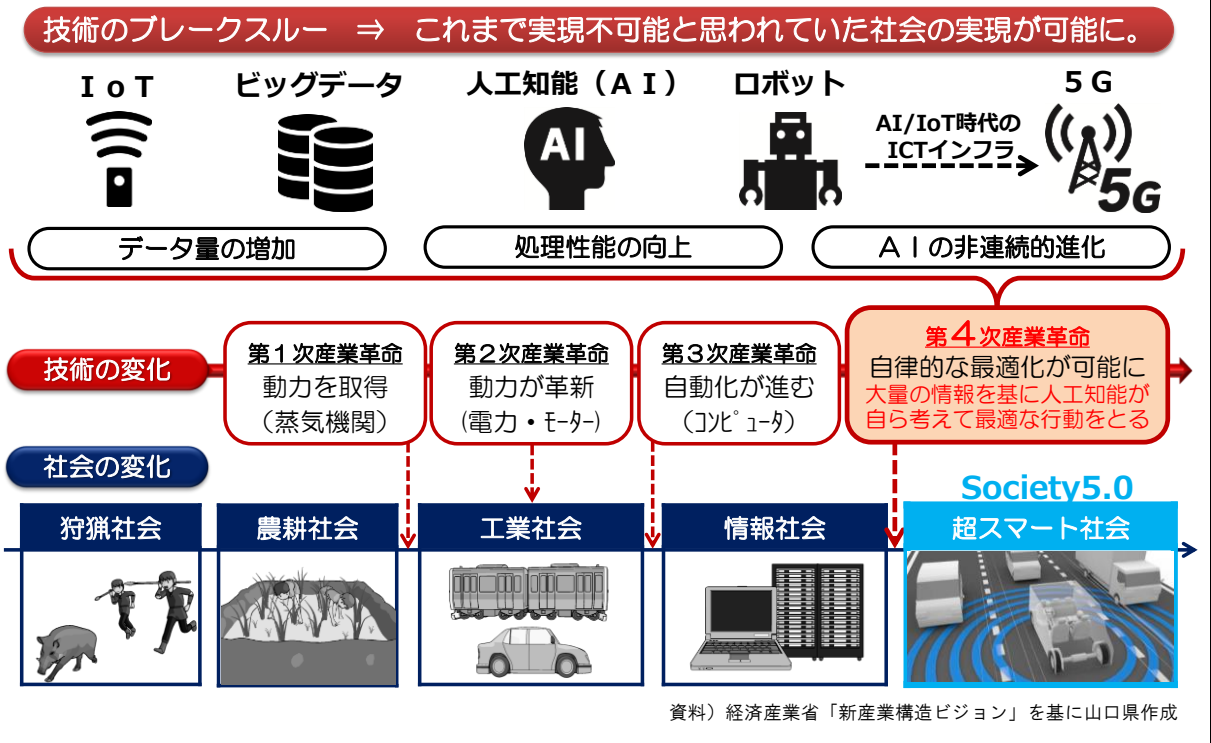 技術のブレークスルー　⇒　これまで実現不可能と思われていた社会の実現が可能に。
ＩｏＴ
ビッグデータ
人工知能（ＡＩ）
ロボット
５Ｇ
AI
AI/IoT時代の
ICTインフラ
5G
データ量の増加
処理性能の向上
ＡＩの非連続的進化
技術の変化
第１次産業革命
動力を取得
（蒸気機関）
第２次産業革命
動力が革新
(電力・ﾓｰﾀｰ)
第３次産業革命
自動化が進む
（ｺﾝﾋﾟｭｰﾀ）
第４次産業革命
自律的な最適化が可能に
大量の情報を基に人工知能が
自ら考えて最適な行動をとる
社会の変化
Society5.0
狩猟社会
農耕社会
工業社会
情報社会
超スマート社会
資料）経済産業省「新産業構造ビジョン」を基に山口県作成